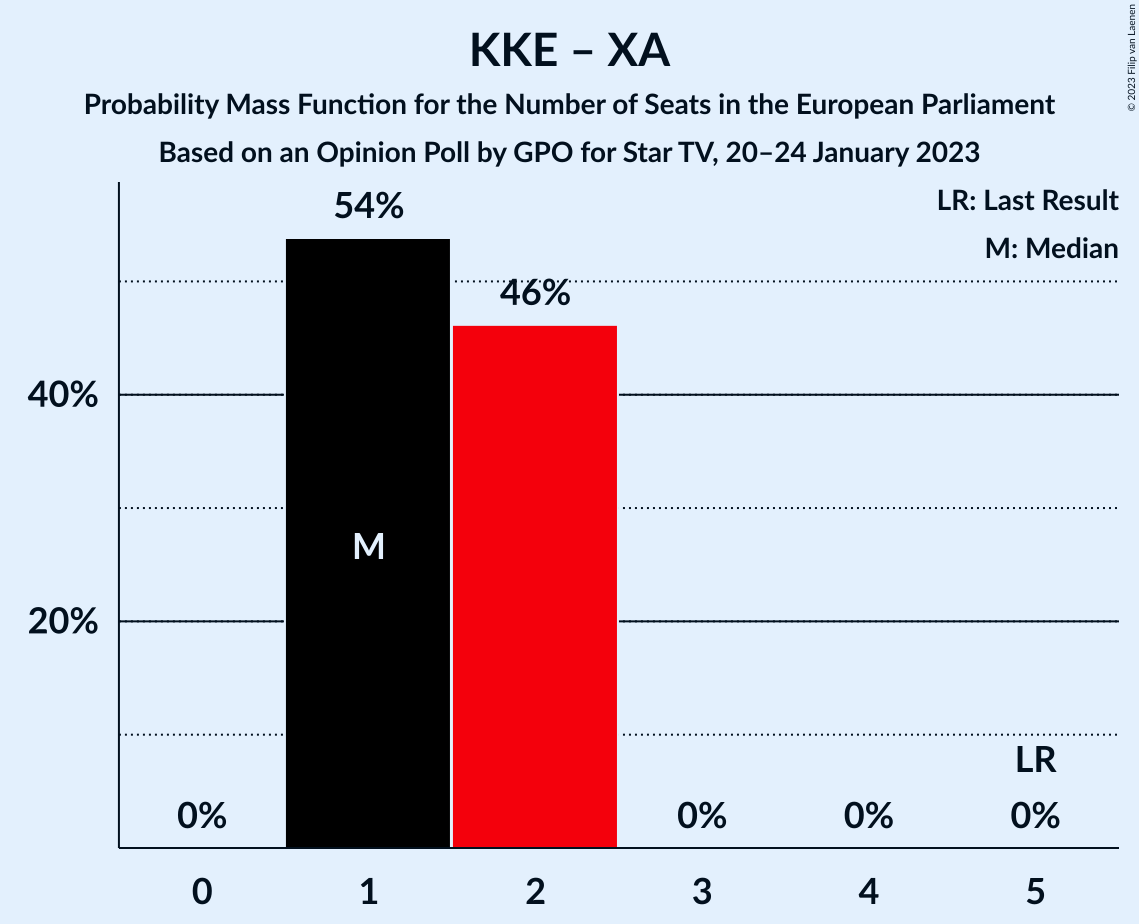 KKE – XA
Probability Mass Function for the Number of Seats in the European Parliament
Based on an Opinion Poll by GPO for Star TV, 20–24 January 2023
© 2023 Filip van Laenen
LR: Last Result
M: Median
54%
46%
40%
M
20%
LR
0%
0%
0%
0%
0
1
2
3
4
5